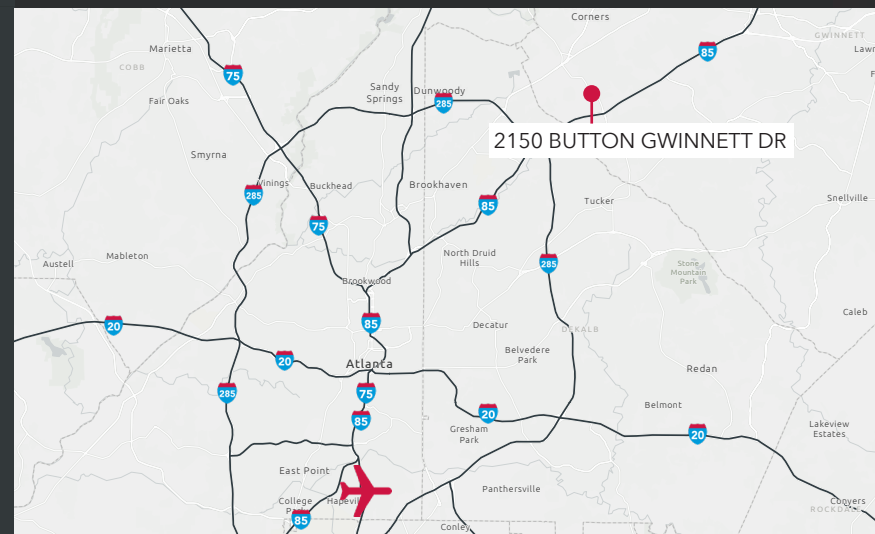 Corners
GWINNETT
85
Marietta
COBB
75
Sandy
Springs
Dunwoody
285
Fair Oaks
2150 BUTTON GWINNETT DR
Smyrna
Vinings
285
Buckhead
Brookhaven
85
75
Tucker
Snellville
Mableton
Austell
North Druid
Hills
285
Stone
Mountain
Park
Brookwood
20
85
Decatur
DEKALB
Caleb
Belvedere
Park
Atlanta
20
Redan
285
75
85
Belmont
20
Gresham
Park
20
Lakeview
Estates
East Point
Panthersville
College
85
Conley
Conyers